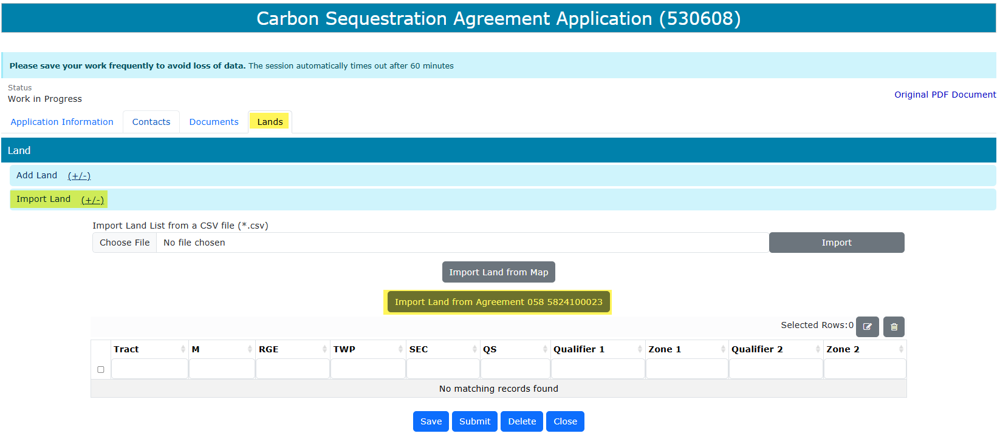 Carbon Sequestration Agreement Application (530608)
Please save your work frequently to avoid loss of data. The session automatically times out after 60 minutes
Status
Work in Progress
Original PDF Document
Application Information Contacts Documents Lands
Land
Add Land (+/-)
Import Land (+/-)
Import Land List from a CSV file (*.csv)
Choose File No file chosen Import
Import Land from Map
Import Land from Agreement 058 5824100023
Selected Rows:0
Tract M RGE TWP SEC QS Qualifier 1 Zone 1 Qualifier 2 Zone 2
No matching records found
Save Submit Delete Close